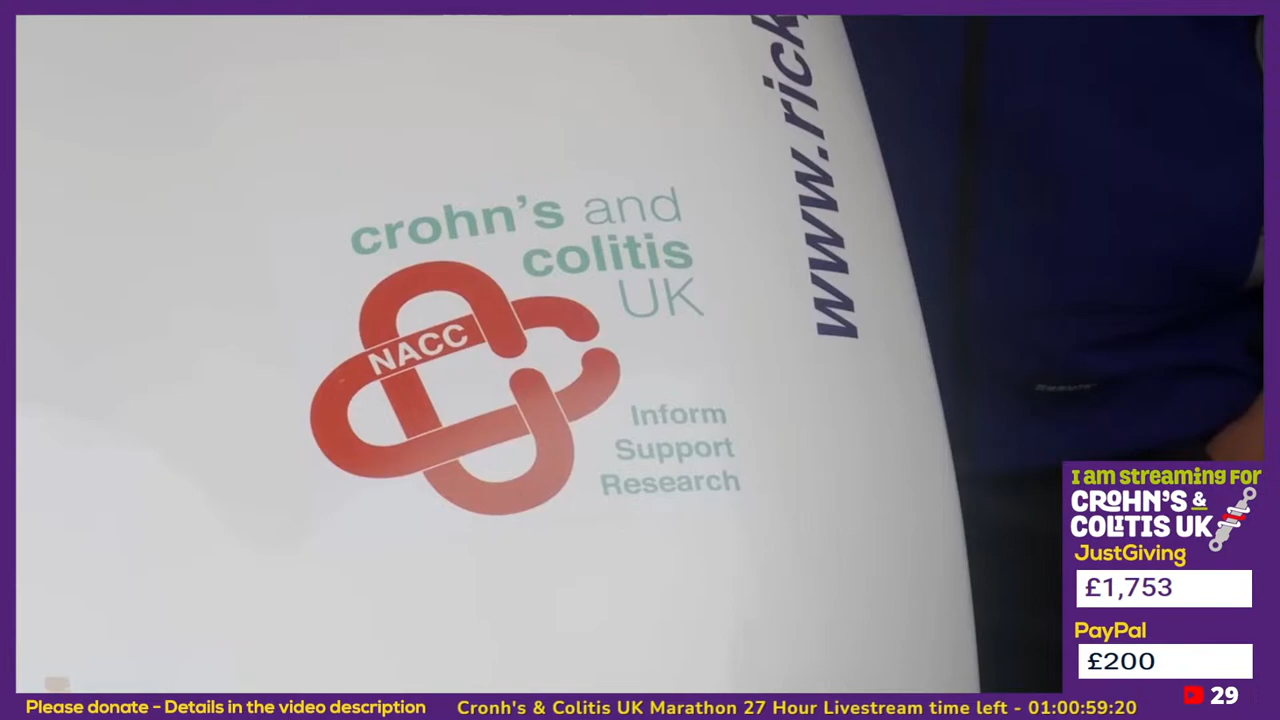 www.rick
crohn's and
colitis
UK
NACC
Inform
Support
Research
I am streaming for
CROHN'S &
COLITIS UK
JustGiving
£1,753
PayPal
£200
29
Please donate - Details in the video description
Cronh's & Colitis UK Marathon 27 Hour Livestream time left - 01:00:59:20